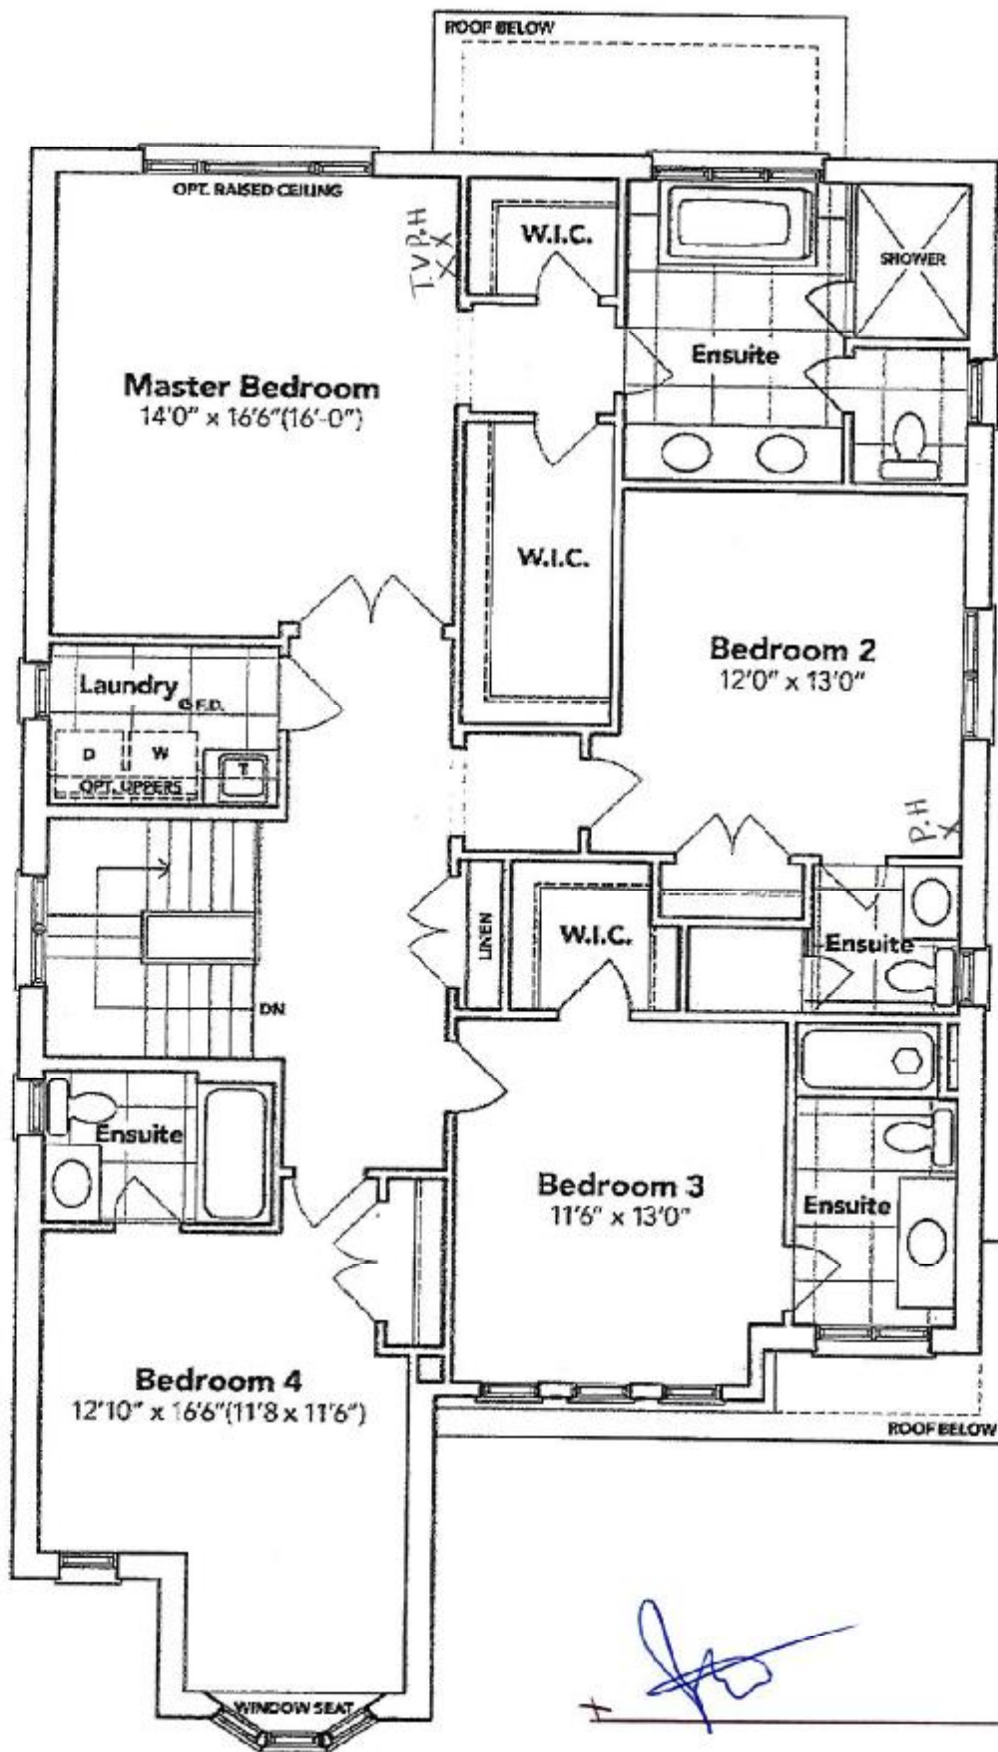 ROOF BELOW
OPT. RAISED CEILING
T.V P.H
X X
W.I.C.
SHOWER
Ensuite
Master Bedroom
14'0" x 16'6"(16'-0")
W.I.C.
Bedroom 2
12'0" x 13'0"
Laundry
F.D.
D
W
T
OPT. UPPERS
P.H
X
LINEN
W.I.C.
Ensuite
DN
Ensuite
Bedroom 3
11'6" x 13'0"
Ensuite
Bedroom 4
12'10" x 16'6"(11'8 x 11'6")
ROOF BELOW
WINDOW SEAT
x